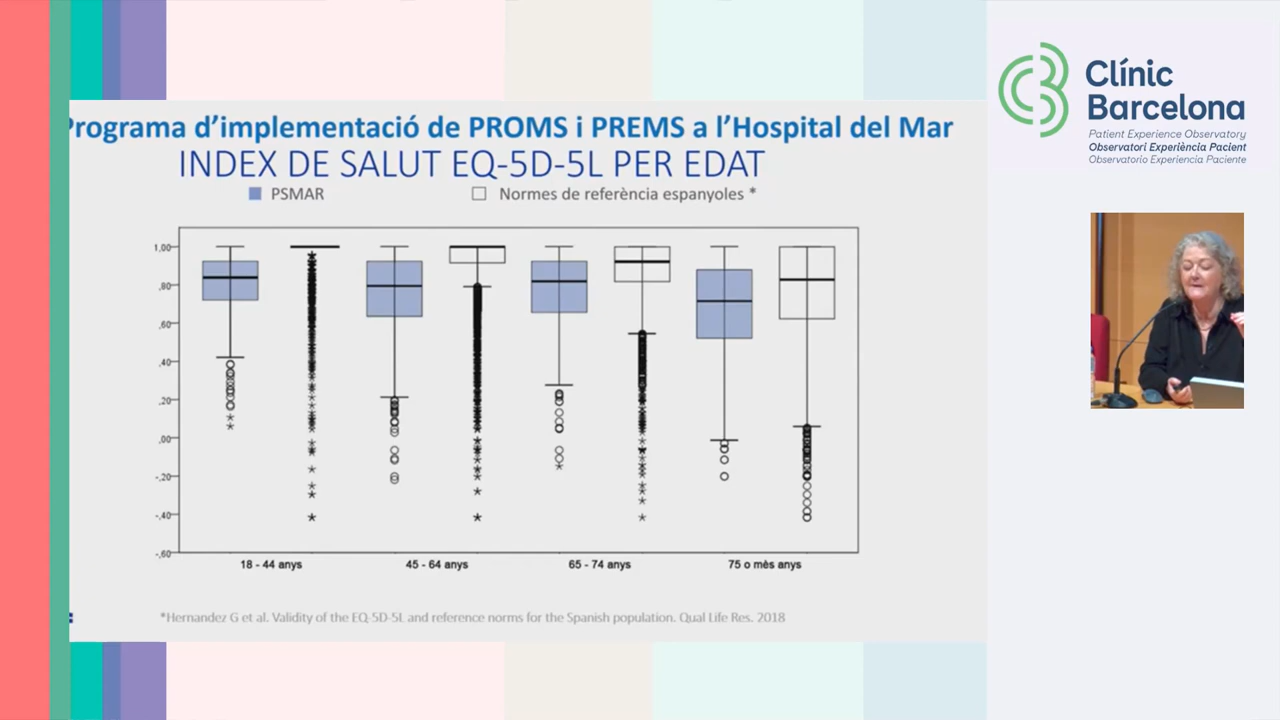 Programa d’implementació de PROMS i PREMS a l’Hospital del Mar
INDEX DE SALUT EQ-5D-5L PER EDAT
PSMAR
Normes de referència espanyoles *
1,00
,80
,60
,40
,20
,00
-,20
-,40
-,60
18 - 44 anys
45 - 64 anys
65 - 74 anys
75 o mès anys
*Hernandez G et al. Validity of the EQ-5D-5L and reference norms for the Spanish population. Qual Life Res. 2018
Clínic
Barcelona
Patient Experience Observatory
Observatori Experiència Pacient
Observatorio Experiencia Paciente